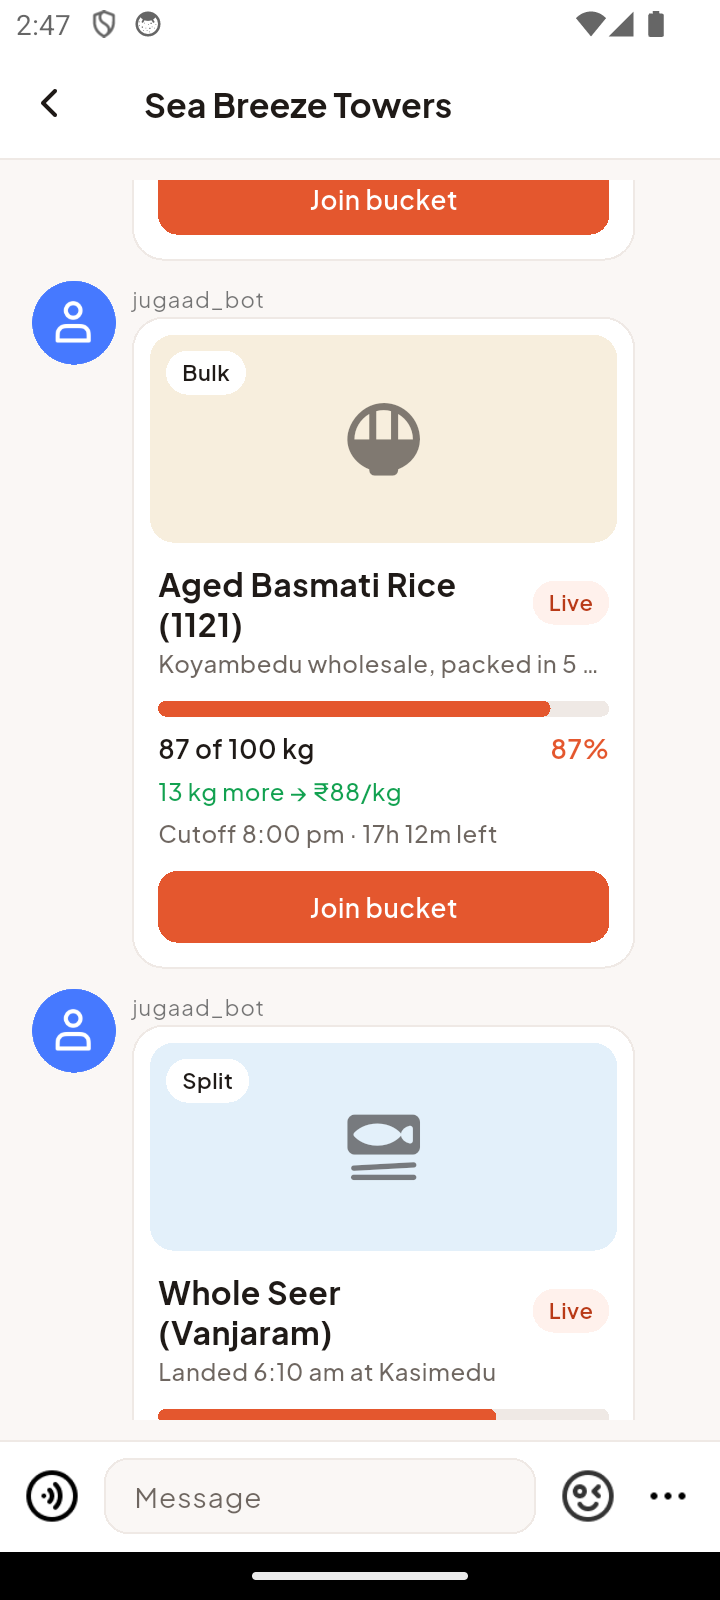 2:47
Sea Breeze Towers
Join bucket
jugaad_bot
Bulk
Aged Basmati Rice
(1121)
Live
Koyambedu wholesale, packed in 5 ...
87 of 100 kg
87%
13 kg more → ₹88/kg
Cutoff 8:00 pm · 17h 12m left
Join bucket
jugaad_bot
Split
Whole Seer
(Vanjaram)
Live
Landed 6:10 am at Kasimedu
Message